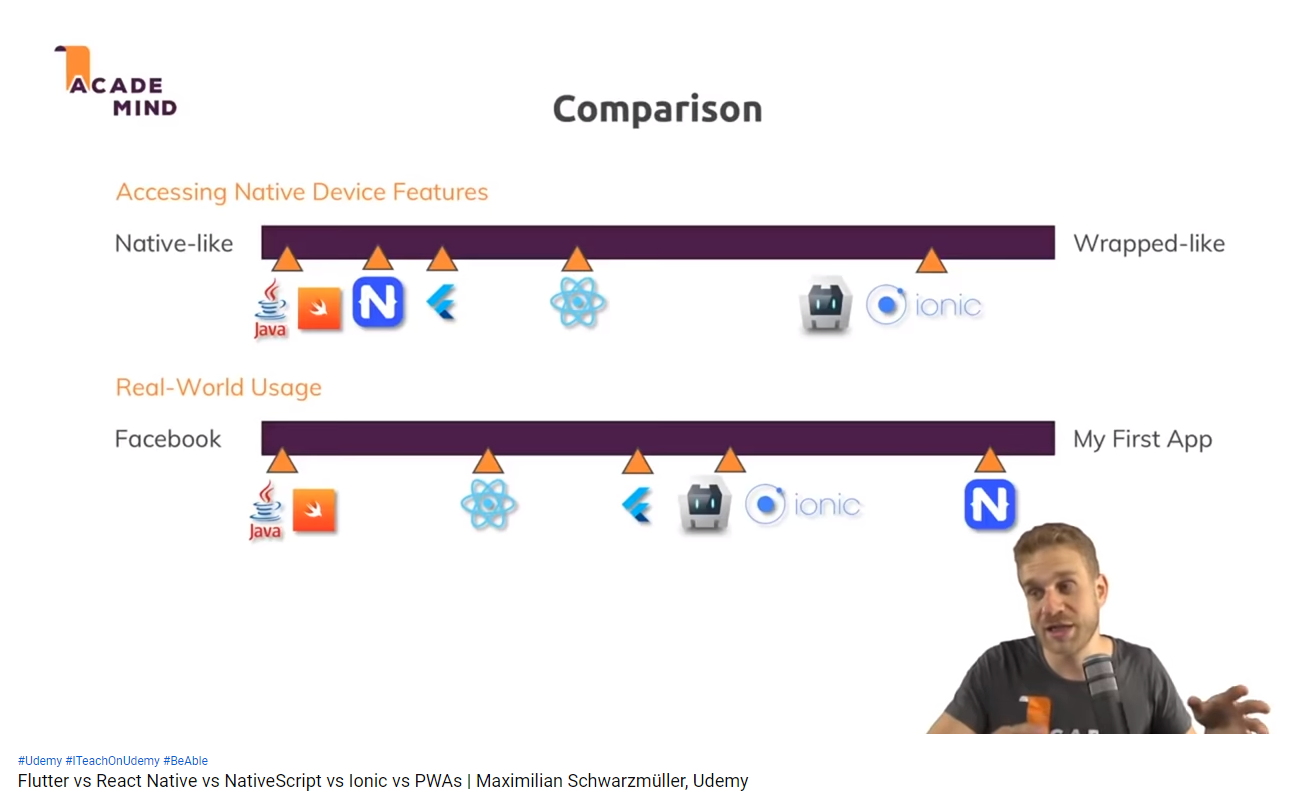 ACADE
MIND
Comparison
Accessing Native Device Features
Native-like
Wrapped-like
Java
N
ionic
Real-World Usage
Facebook
My First App
Java
ionic
N
#Udemy #ITeachOnUdemy #BeAble
Flutter vs React Native vs NativeScript vs Ionic vs PWAs | Maximilian Schwarzmüller, Udemy